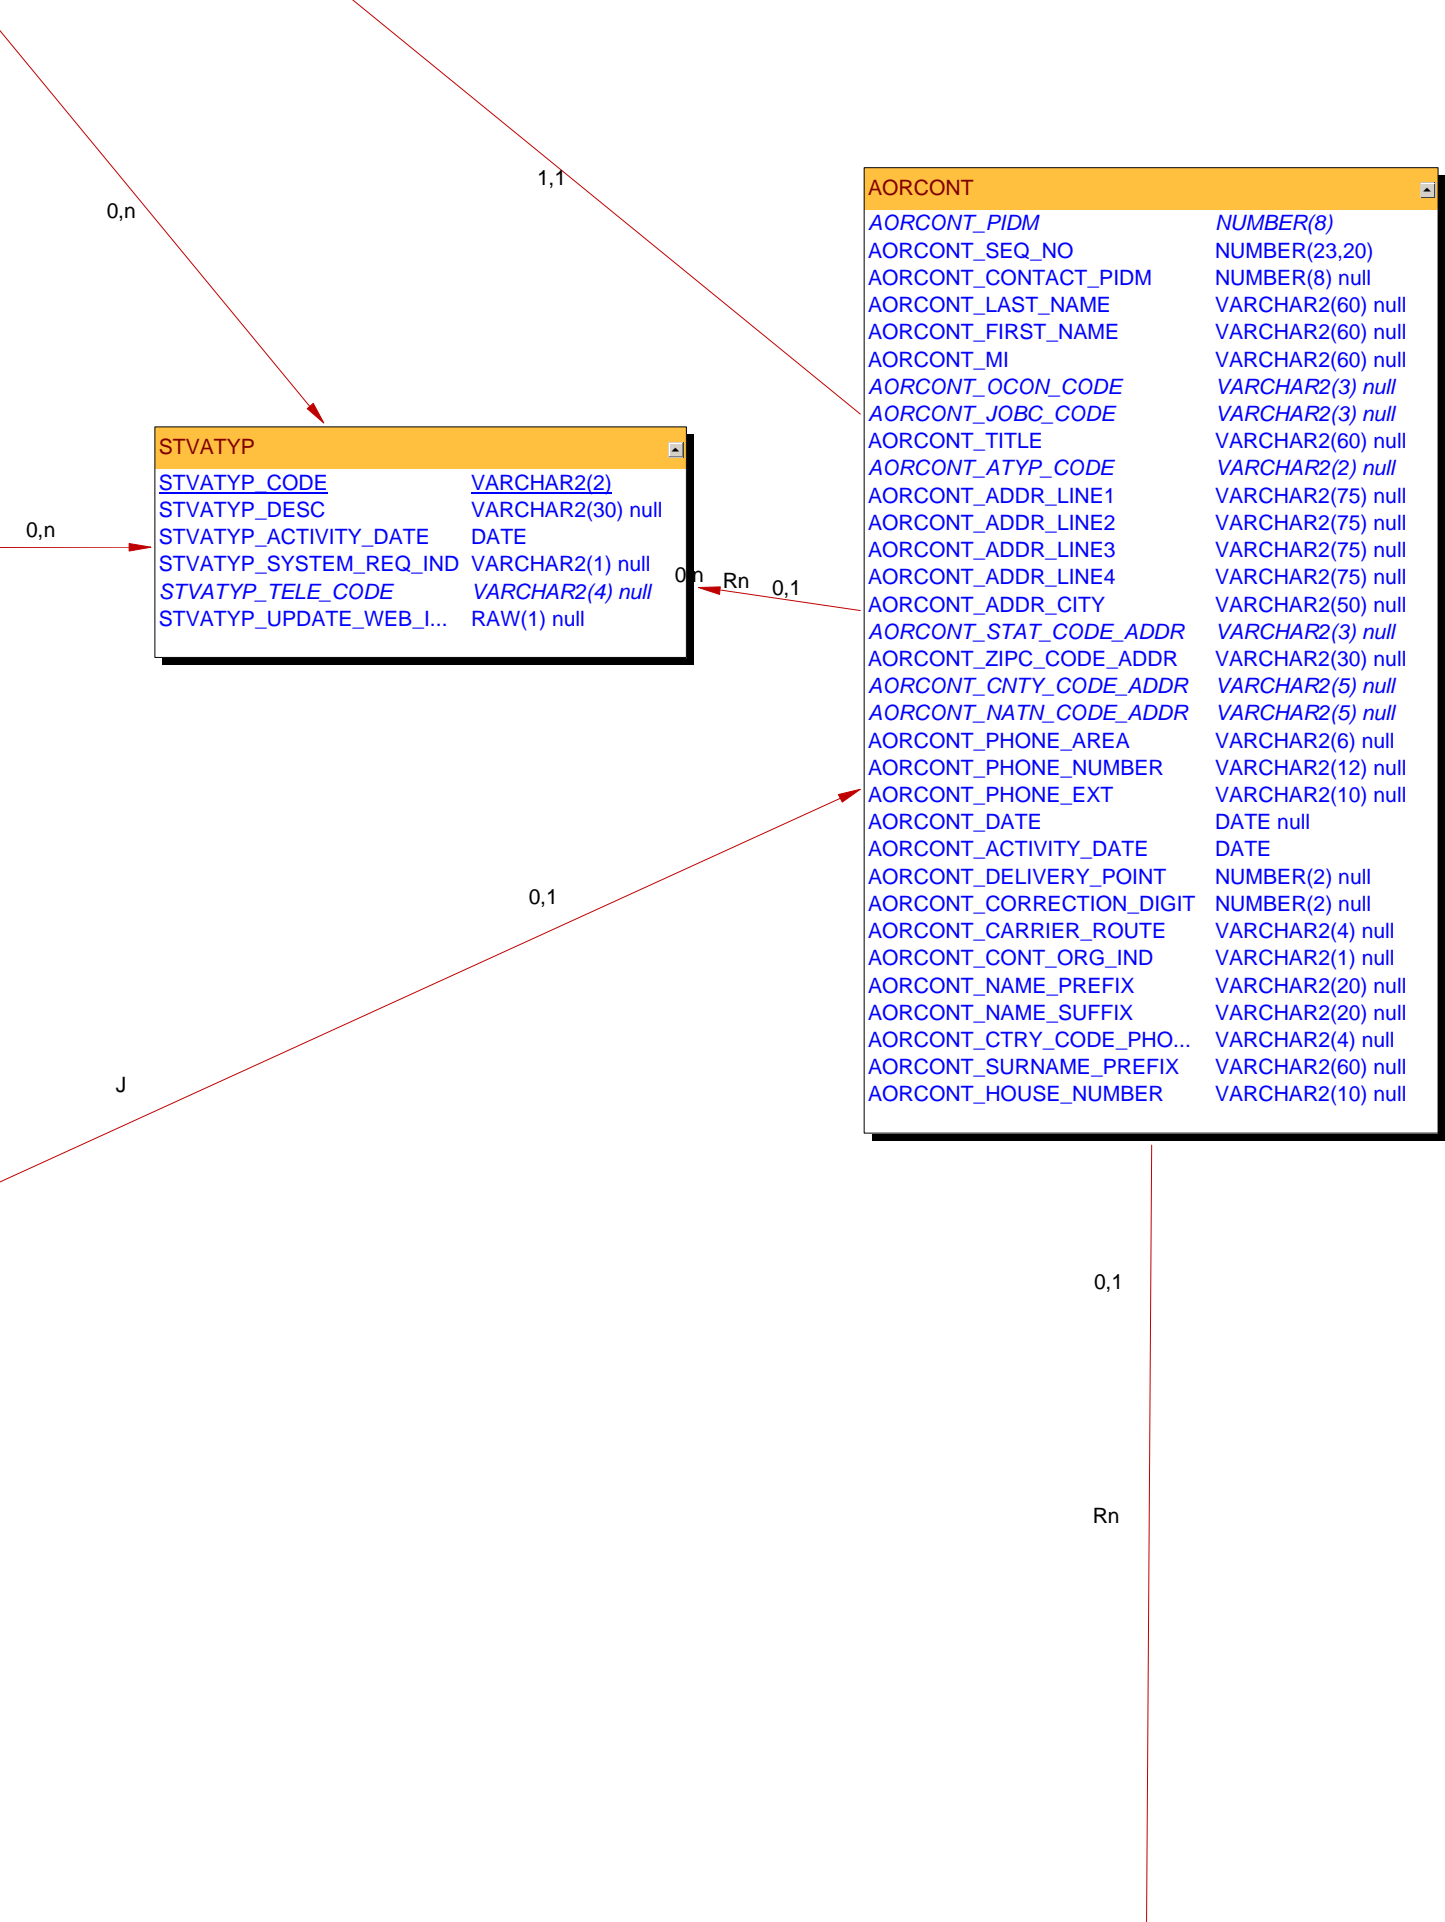 1,1
0,n
AORCONT
AORCONT_PIDM NUMBER(8)
AORCONT_SEQ_NO NUMBER(23,20)
AORCONT_CONTACT_PIDM NUMBER(8) null
AORCONT_LAST_NAME VARCHAR2(60) null
AORCONT_FIRST_NAME VARCHAR2(60) null
AORCONT_MI VARCHAR2(60) null
AORCONT_OCON_CODE VARCHAR2(3) null
AORCONT_JOBC_CODE VARCHAR2(3) null
AORCONT_TITLE VARCHAR2(60) null
AORCONT_ATYP_CODE VARCHAR2(2) null
AORCONT_ADDR_LINE1 VARCHAR2(75) null
AORCONT_ADDR_LINE2 VARCHAR2(75) null
AORCONT_ADDR_LINE3 VARCHAR2(75) null
AORCONT_ADDR_LINE4 VARCHAR2(75) null
AORCONT_ADDR_CITY VARCHAR2(50) null
AORCONT_STAT_CODE_ADDR VARCHAR2(3) null
AORCONT_ZIPC_CODE_ADDR VARCHAR2(30) null
AORCONT_CNTY_CODE_ADDR VARCHAR2(5) null
AORCONT_NATN_CODE_ADDR VARCHAR2(5) null
AORCONT_PHONE_AREA VARCHAR2(6) null
AORCONT_PHONE_NUMBER VARCHAR2(12) null
AORCONT_PHONE_EXT VARCHAR2(10) null
AORCONT_DATE DATE null
AORCONT_ACTIVITY_DATE DATE
AORCONT_DELIVERY_POINT NUMBER(2) null
AORCONT_CORRECTION_DIGIT NUMBER(2) null
AORCONT_CARRIER_ROUTE VARCHAR2(4) null
AORCONT_CONT_ORG_IND VARCHAR2(1) null
AORCONT_NAME_PREFIX VARCHAR2(20) null
AORCONT_NAME_SUFFIX VARCHAR2(20) null
AORCONT_CTRY_CODE_PHO... VARCHAR2(4) null
AORCONT_SURNAME_PREFIX VARCHAR2(60) null
AORCONT_HOUSE_NUMBER VARCHAR2(10) null
STVATYP
STVATYP_CODE VARCHAR2(2)
STVATYP_DESC VARCHAR2(30) null
STVATYP_ACTIVITY_DATE DATE
STVATYP_SYSTEM_REQ_IND VARCHAR2(1) null
STVATYP_TELE_CODE VARCHAR2(4) null
STVATYP_UPDATE_WEB_I... RAW(1) null
0,n
0,n Rn 0,1
0,1
J
0,1
Rn